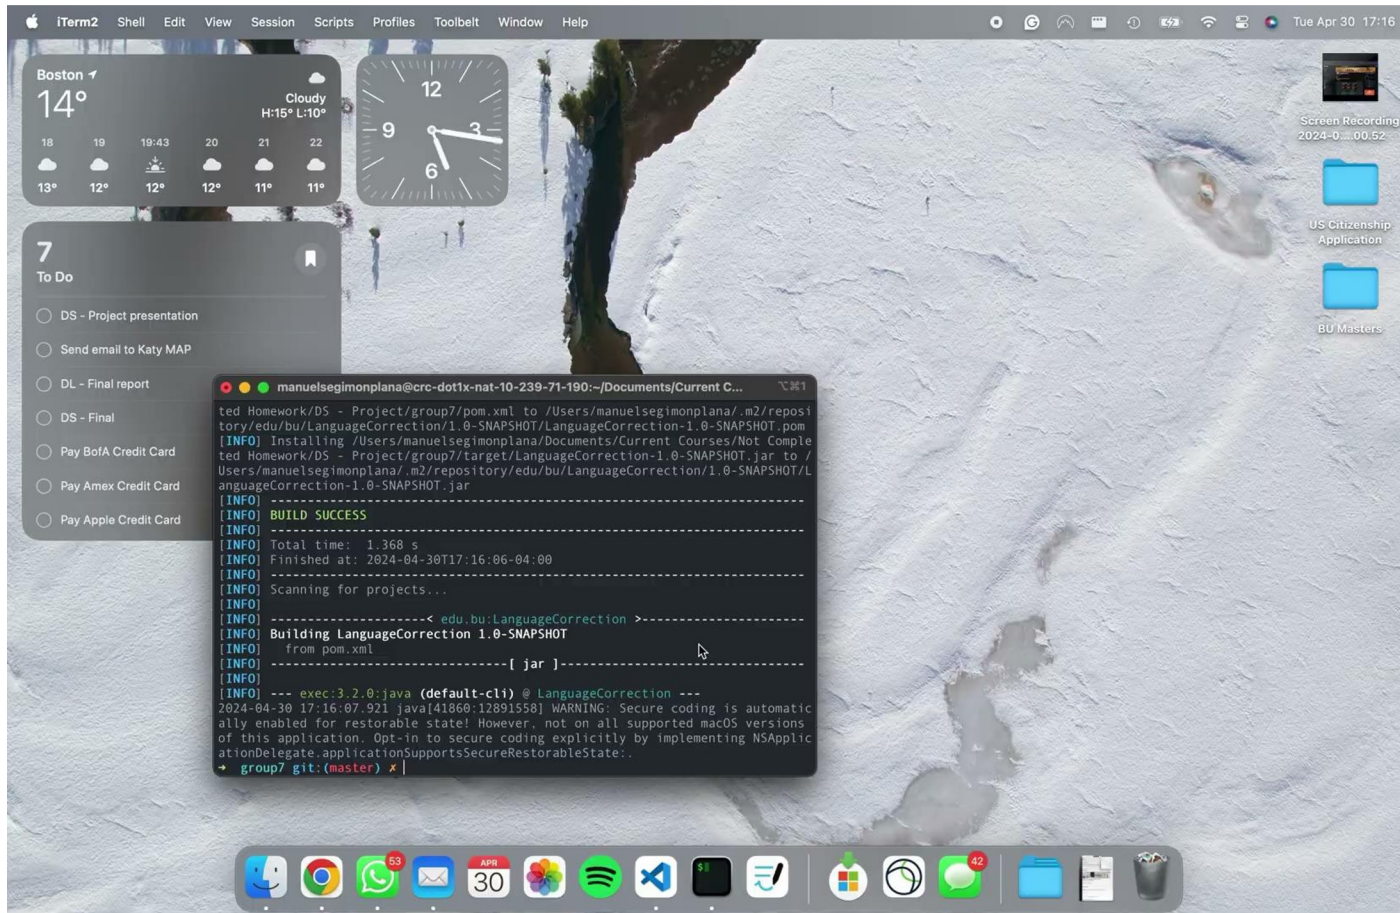 iTerm2 Shell Edit View Session Scripts Profiles Toolbelt Window Help
Tue Apr 30 17:16
Boston
14°
Cloudy
H:15° L:10°
18 19 19:43 20 21 22
13° 12° 12° 12° 11° 11°
12
9 3
6
7
To Do
DS - Project presentation
Send email to Katy MAP
DL - Final report
DS - Final
Pay BofA Credit Card
Pay Amex Credit Card
Pay Apple Credit Card
Screen Recording
2024-0....00.52
US Citizenship
Application
BU Masters
manuelsegimonplana@crc-dot1x-nat-10-239-71-190:~/Documents/Current C... ⌥⌘1
ted Homework/DS - Project/group7/pom.xml to /Users/manuelsegimonplana/.m2/reposi
tory/edu/bu/LanguageCorrection/1.0-SNAPSHOT/LanguageCorrection-1.0-SNAPSHOT.pom
[INFO] Installing /Users/manuelsegimonplana/Documents/Current Courses/Not Comple
ted Homework/DS - Project/group7/target/LanguageCorrection-1.0-SNAPSHOT.jar to /
Users/manuelsegimonplana/.m2/repository/edu/bu/LanguageCorrection/1.0-SNAPSHOT/L
anguageCorrection-1.0-SNAPSHOT.jar
[INFO] ------------------------------------------------------------------------
[INFO] BUILD SUCCESS
[INFO] ------------------------------------------------------------------------
[INFO] Total time:  1.368 s
[INFO] Finished at: 2024-04-30T17:16:06-04:00
[INFO] ------------------------------------------------------------------------
[INFO] Scanning for projects...
[INFO]
[INFO] ---------------------< edu.bu:LanguageCorrection >----------------------
[INFO] Building LanguageCorrection 1.0-SNAPSHOT
[INFO]   from pom.xml
[INFO] --------------------------------[ jar ]---------------------------------
[INFO]
[INFO] --- exec:3.2.0:java (default-cli) @ LanguageCorrection ---
2024-04-30 17:16:07.921 java[41860:12891558] WARNING: Secure coding is automatic
ally enabled for restorable state! However, not on all supported macOS versions
of this application. Opt-in to secure coding explicitly by implementing NSApplic
ationDelegate.applicationSupportsSecureRestorableState:.
→ group7 git:(master) ✗
53
APR
30
$
42